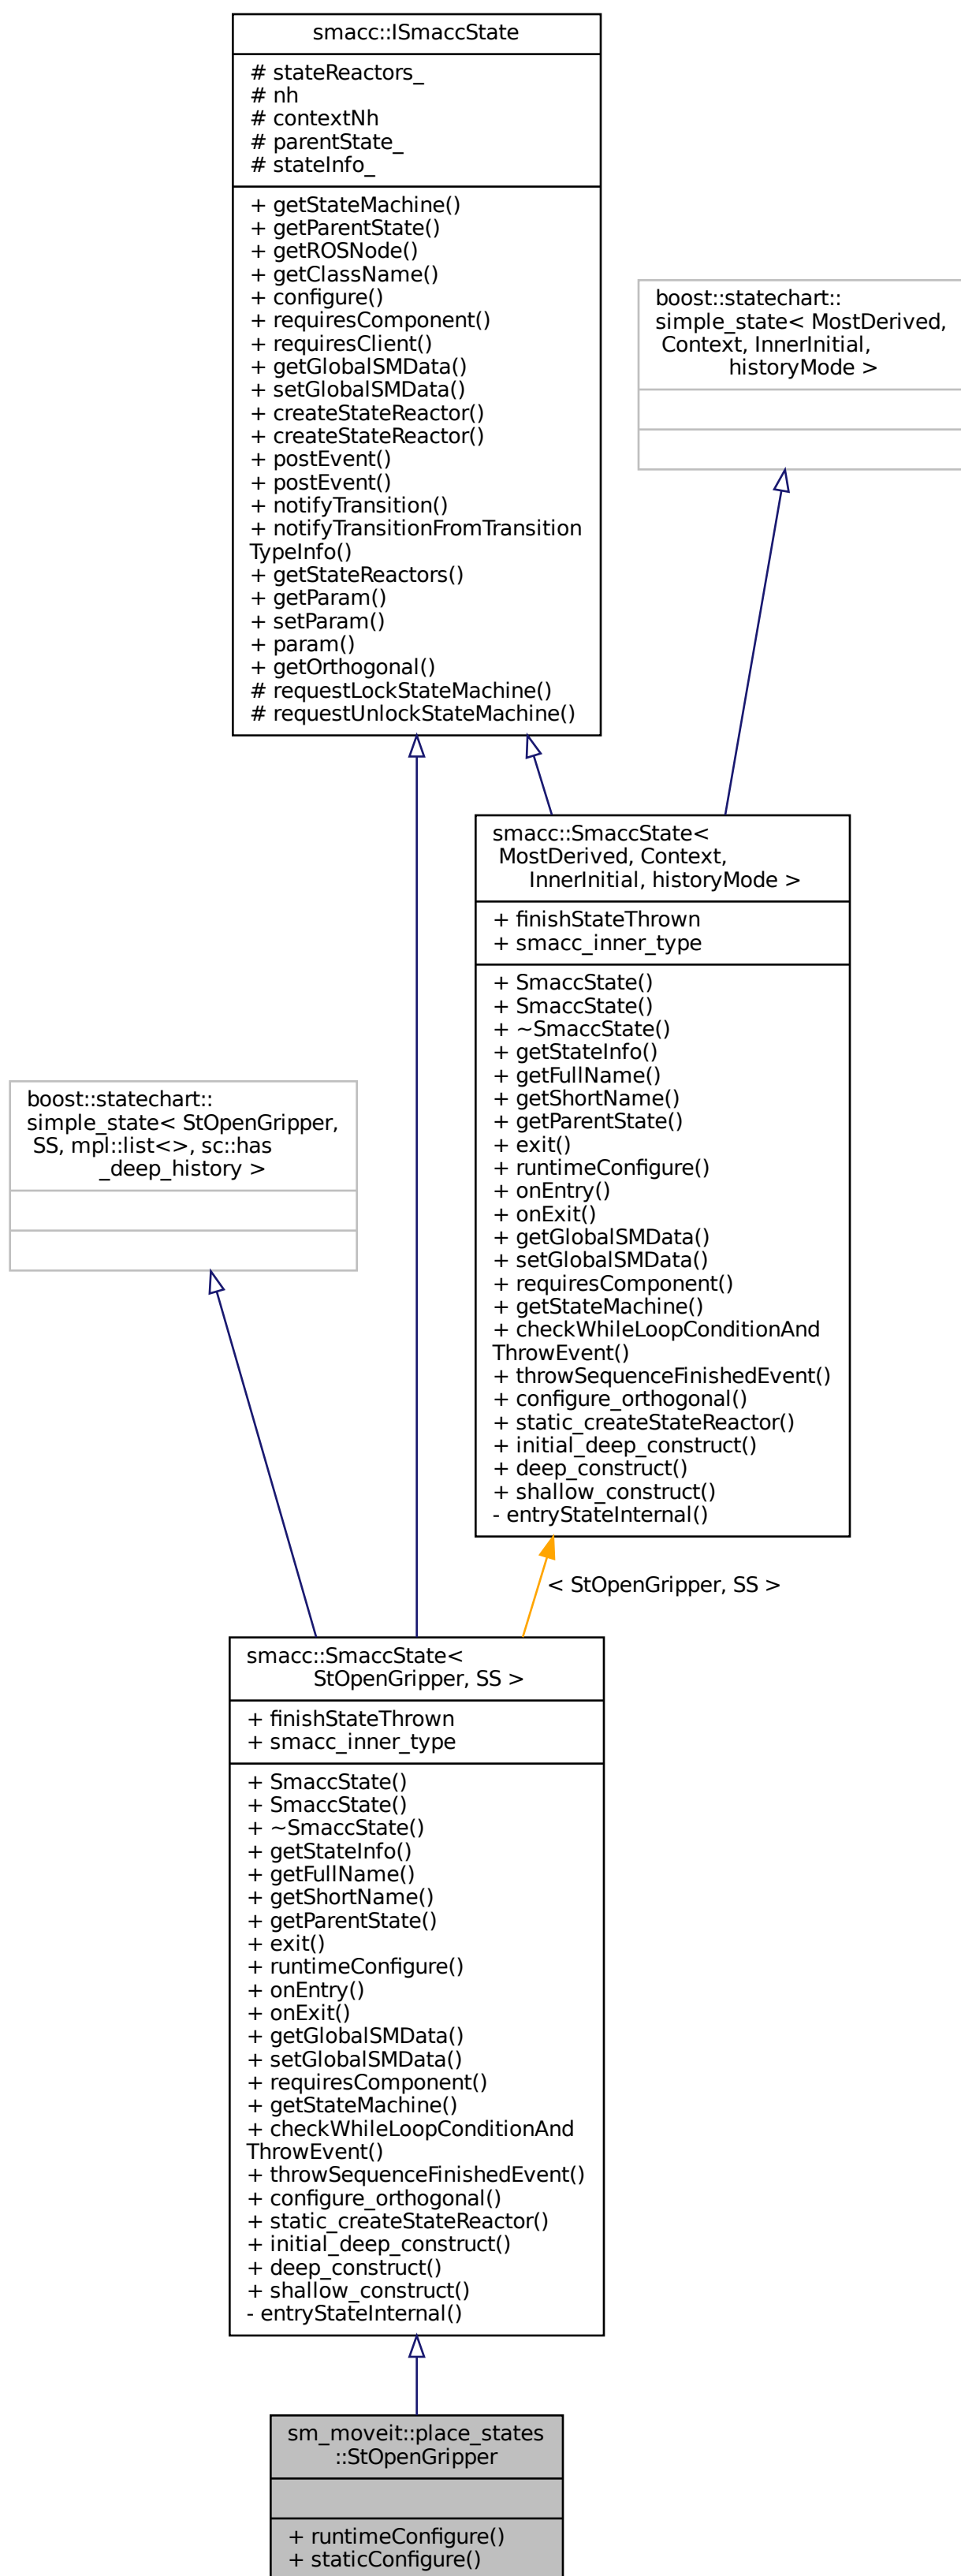 smacc::ISmaccState
# stateReactors_
# nh
# contextNh
# parentState_
# stateInfo_
+ getStateMachine()
+ getParentState()
+ getROSNode()
+ getClassName()
+ configure()
+ requiresComponent()
+ requiresClient()
+ getGlobalSMData()
+ setGlobalSMData()
+ createStateReactor()
+ createStateReactor()
+ postEvent()
+ postEvent()
+ notifyTransition()
+ notifyTransitionFromTransition
TypeInfo()
+ getStateReactors()
+ getParam()
+ setParam()
+ param()
+ getOrthogonal()
# requestLockStateMachine()
# requestUnlockStateMachine()
boost::statechart::
simple_state< MostDerived,
Context, InnerInitial,
historyMode >
smacc::SmaccState<
MostDerived, Context,
InnerInitial, historyMode >
+ finishStateThrown
+ smacc_inner_type
+ SmaccState()
+ SmaccState()
+ ~SmaccState()
+ getStateInfo()
+ getFullName()
+ getShortName()
+ getParentState()
+ exit()
+ runtimeConfigure()
+ onEntry()
+ onExit()
+ getGlobalSMData()
+ setGlobalSMData()
+ requiresComponent()
+ getStateMachine()
+ checkWhileLoopConditionAnd
ThrowEvent()
+ throwSequenceFinishedEvent()
+ configure_orthogonal()
+ static_createStateReactor()
+ initial_deep_construct()
+ deep_construct()
+ shallow_construct()
- entryStateInternal()
boost::statechart::
simple_state< StOpenGripper,
SS, mpl::list<>, sc::has
_deep_history >
< StOpenGripper, SS >
smacc::SmaccState<
StOpenGripper, SS >
+ finishStateThrown
+ smacc_inner_type
+ SmaccState()
+ SmaccState()
+ ~SmaccState()
+ getStateInfo()
+ getFullName()
+ getShortName()
+ getParentState()
+ exit()
+ runtimeConfigure()
+ onEntry()
+ onExit()
+ getGlobalSMData()
+ setGlobalSMData()
+ requiresComponent()
+ getStateMachine()
+ checkWhileLoopConditionAnd
ThrowEvent()
+ throwSequenceFinishedEvent()
+ configure_orthogonal()
+ static_createStateReactor()
+ initial_deep_construct()
+ deep_construct()
+ shallow_construct()
- entryStateInternal()
sm_moveit::place_states
::StOpenGripper
+ runtimeConfigure()
+ staticConfigure()